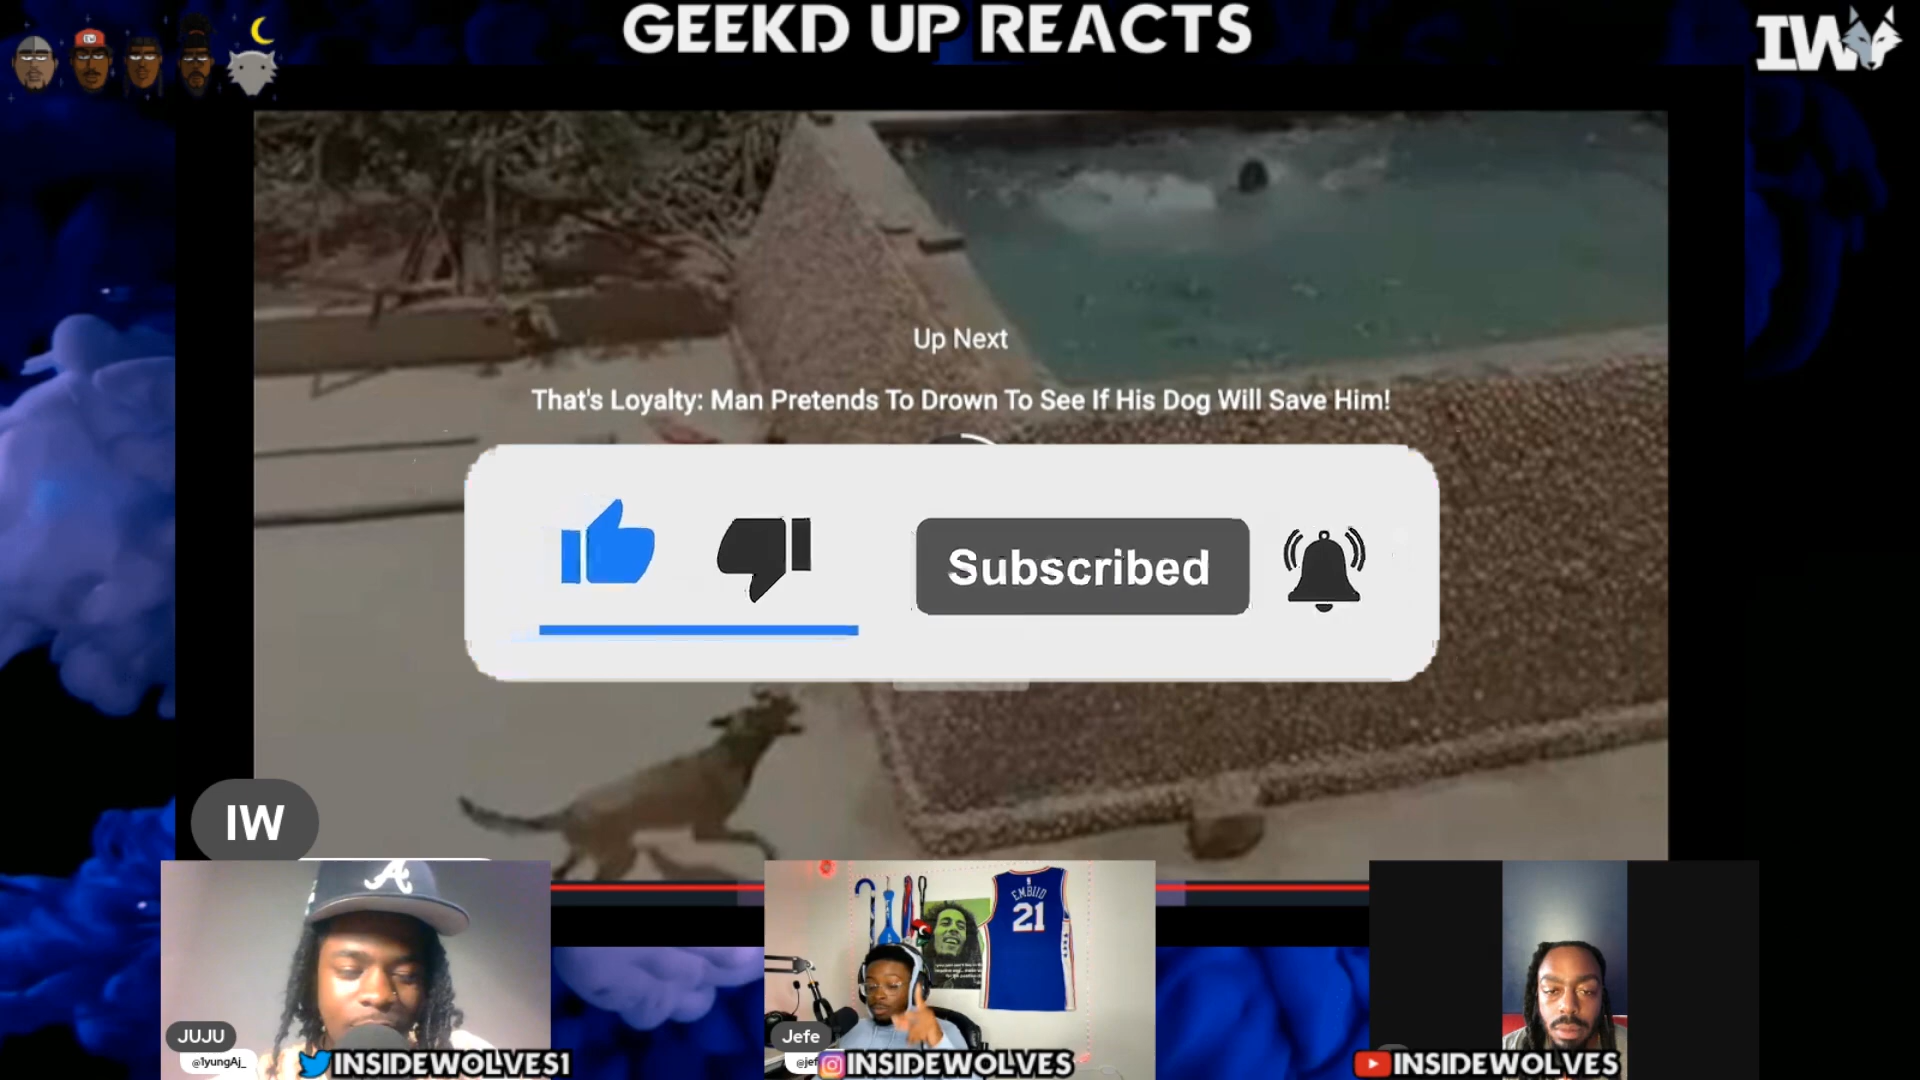 GEEKD UP REACTS
IW
Up Next
That's Loyalty: Man Pretends To Drown To See If His Dog Will Save Him!
Subscribed
IW
A
EMBIID
21
JUJU
Jefe
@1yungAj_
@jef
INSIDEWOLVES1
INSIDEWOLVES
INSIDEWOLVES